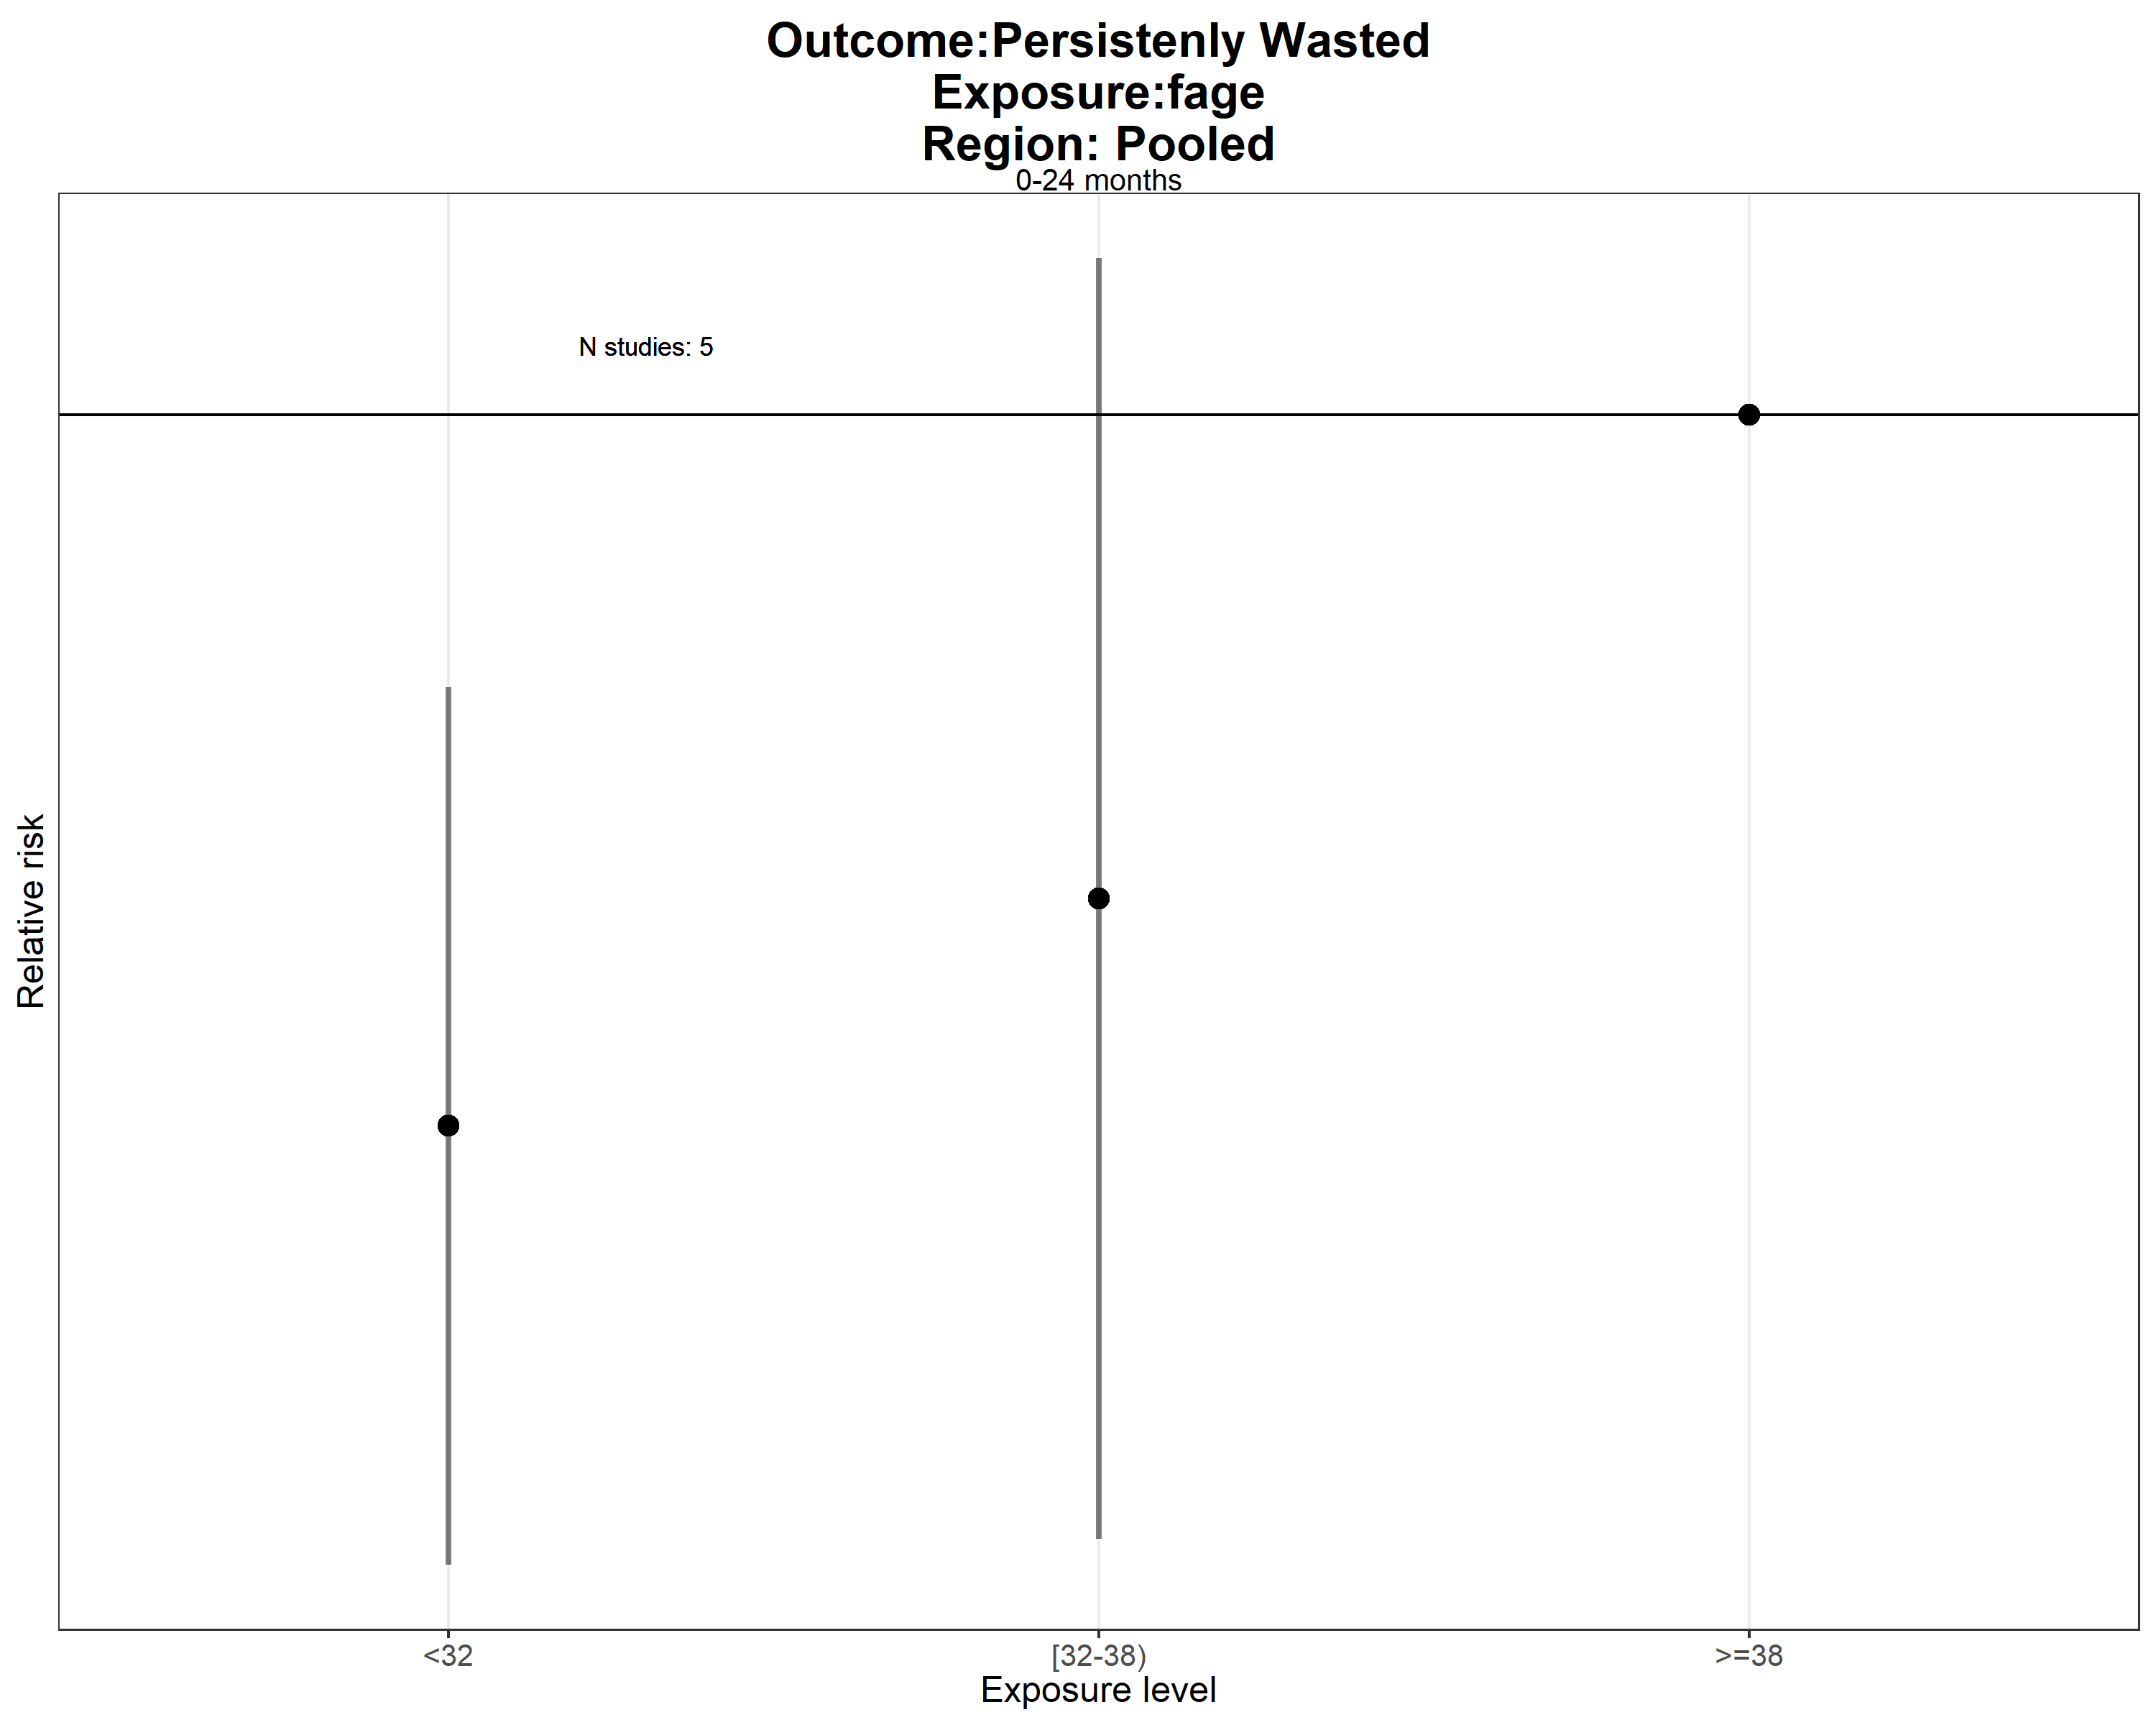 Outcome:Persistenly Wasted
Exposure:fage
Region: Pooled
0-24 months
N studies: 5
Relative risk
<32
[32-38)
>=38
Exposure level